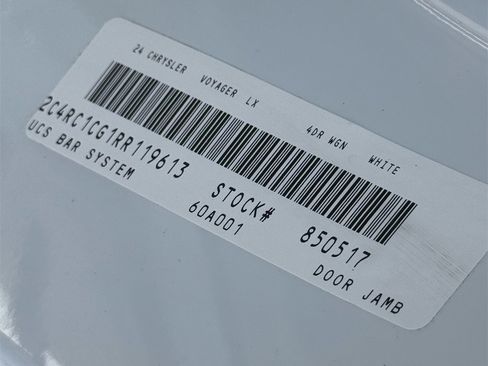 24 CHRYSLER VOYAGER LX 4DR WGN WHITE
2C4RC1CG1RR119613 STOCK# 850517
UCS BAR SYSTEM 60A001 DOOR JAMB